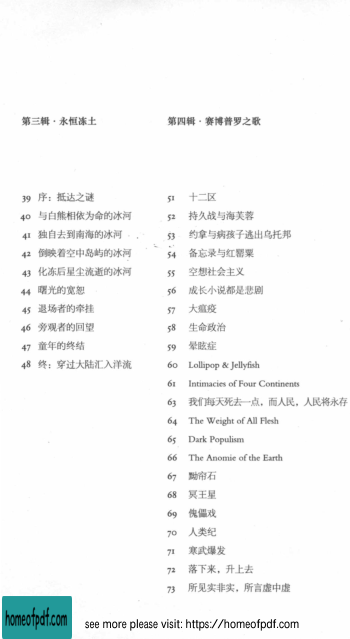 第三辑·永恒冻土
39 序：抵达之谜
40 与白熊相依为命的冰河
41 独自去到南海的冰河
42 倒映着空中岛屿的冰河
43 化冻后星尘流逝的冰河
44 曙光的宽恕
45 退场者的牵挂
46 旁观者的回望
47 童年的终结
48 终：穿过大陆汇入洋流
第四辑·赛博普罗之歌
51 十二区
52 持久战与海芙蓉
53 约拿与病孩子逃出乌托邦
54 备忘录与红罂粟
55 空想社会主义
56 成长小说都是悲剧
57 大瘟疫
58 生命政治
59 晕眩症
60 Lollipop & Jellyfish
61 Intimacies of Four Continents
63 我们每天死去一点，而人民，人民将永存
64 The Weight of All Flesh
65 Dark Populism
66 The Anomie of the Earth
67 黝帘石
68 冥王星
69 傀儡戏
70 人类纪
71 寒武爆发
72 落下来，升上去
73 所见实非实，所言虚中虚
homeofpdf.com
see more please visit: https://homeofpdf.com